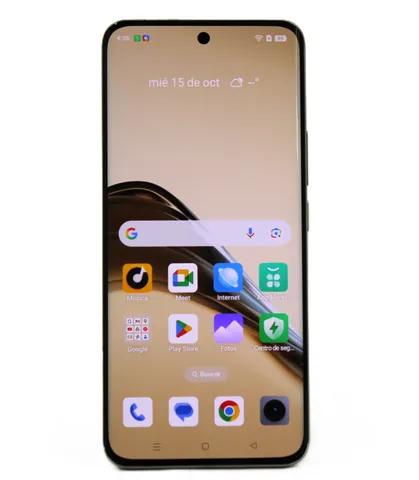 mié 15 de oct --°
Música Meet Internet
Google Play Store Fotos Centro de seg...
Buscar